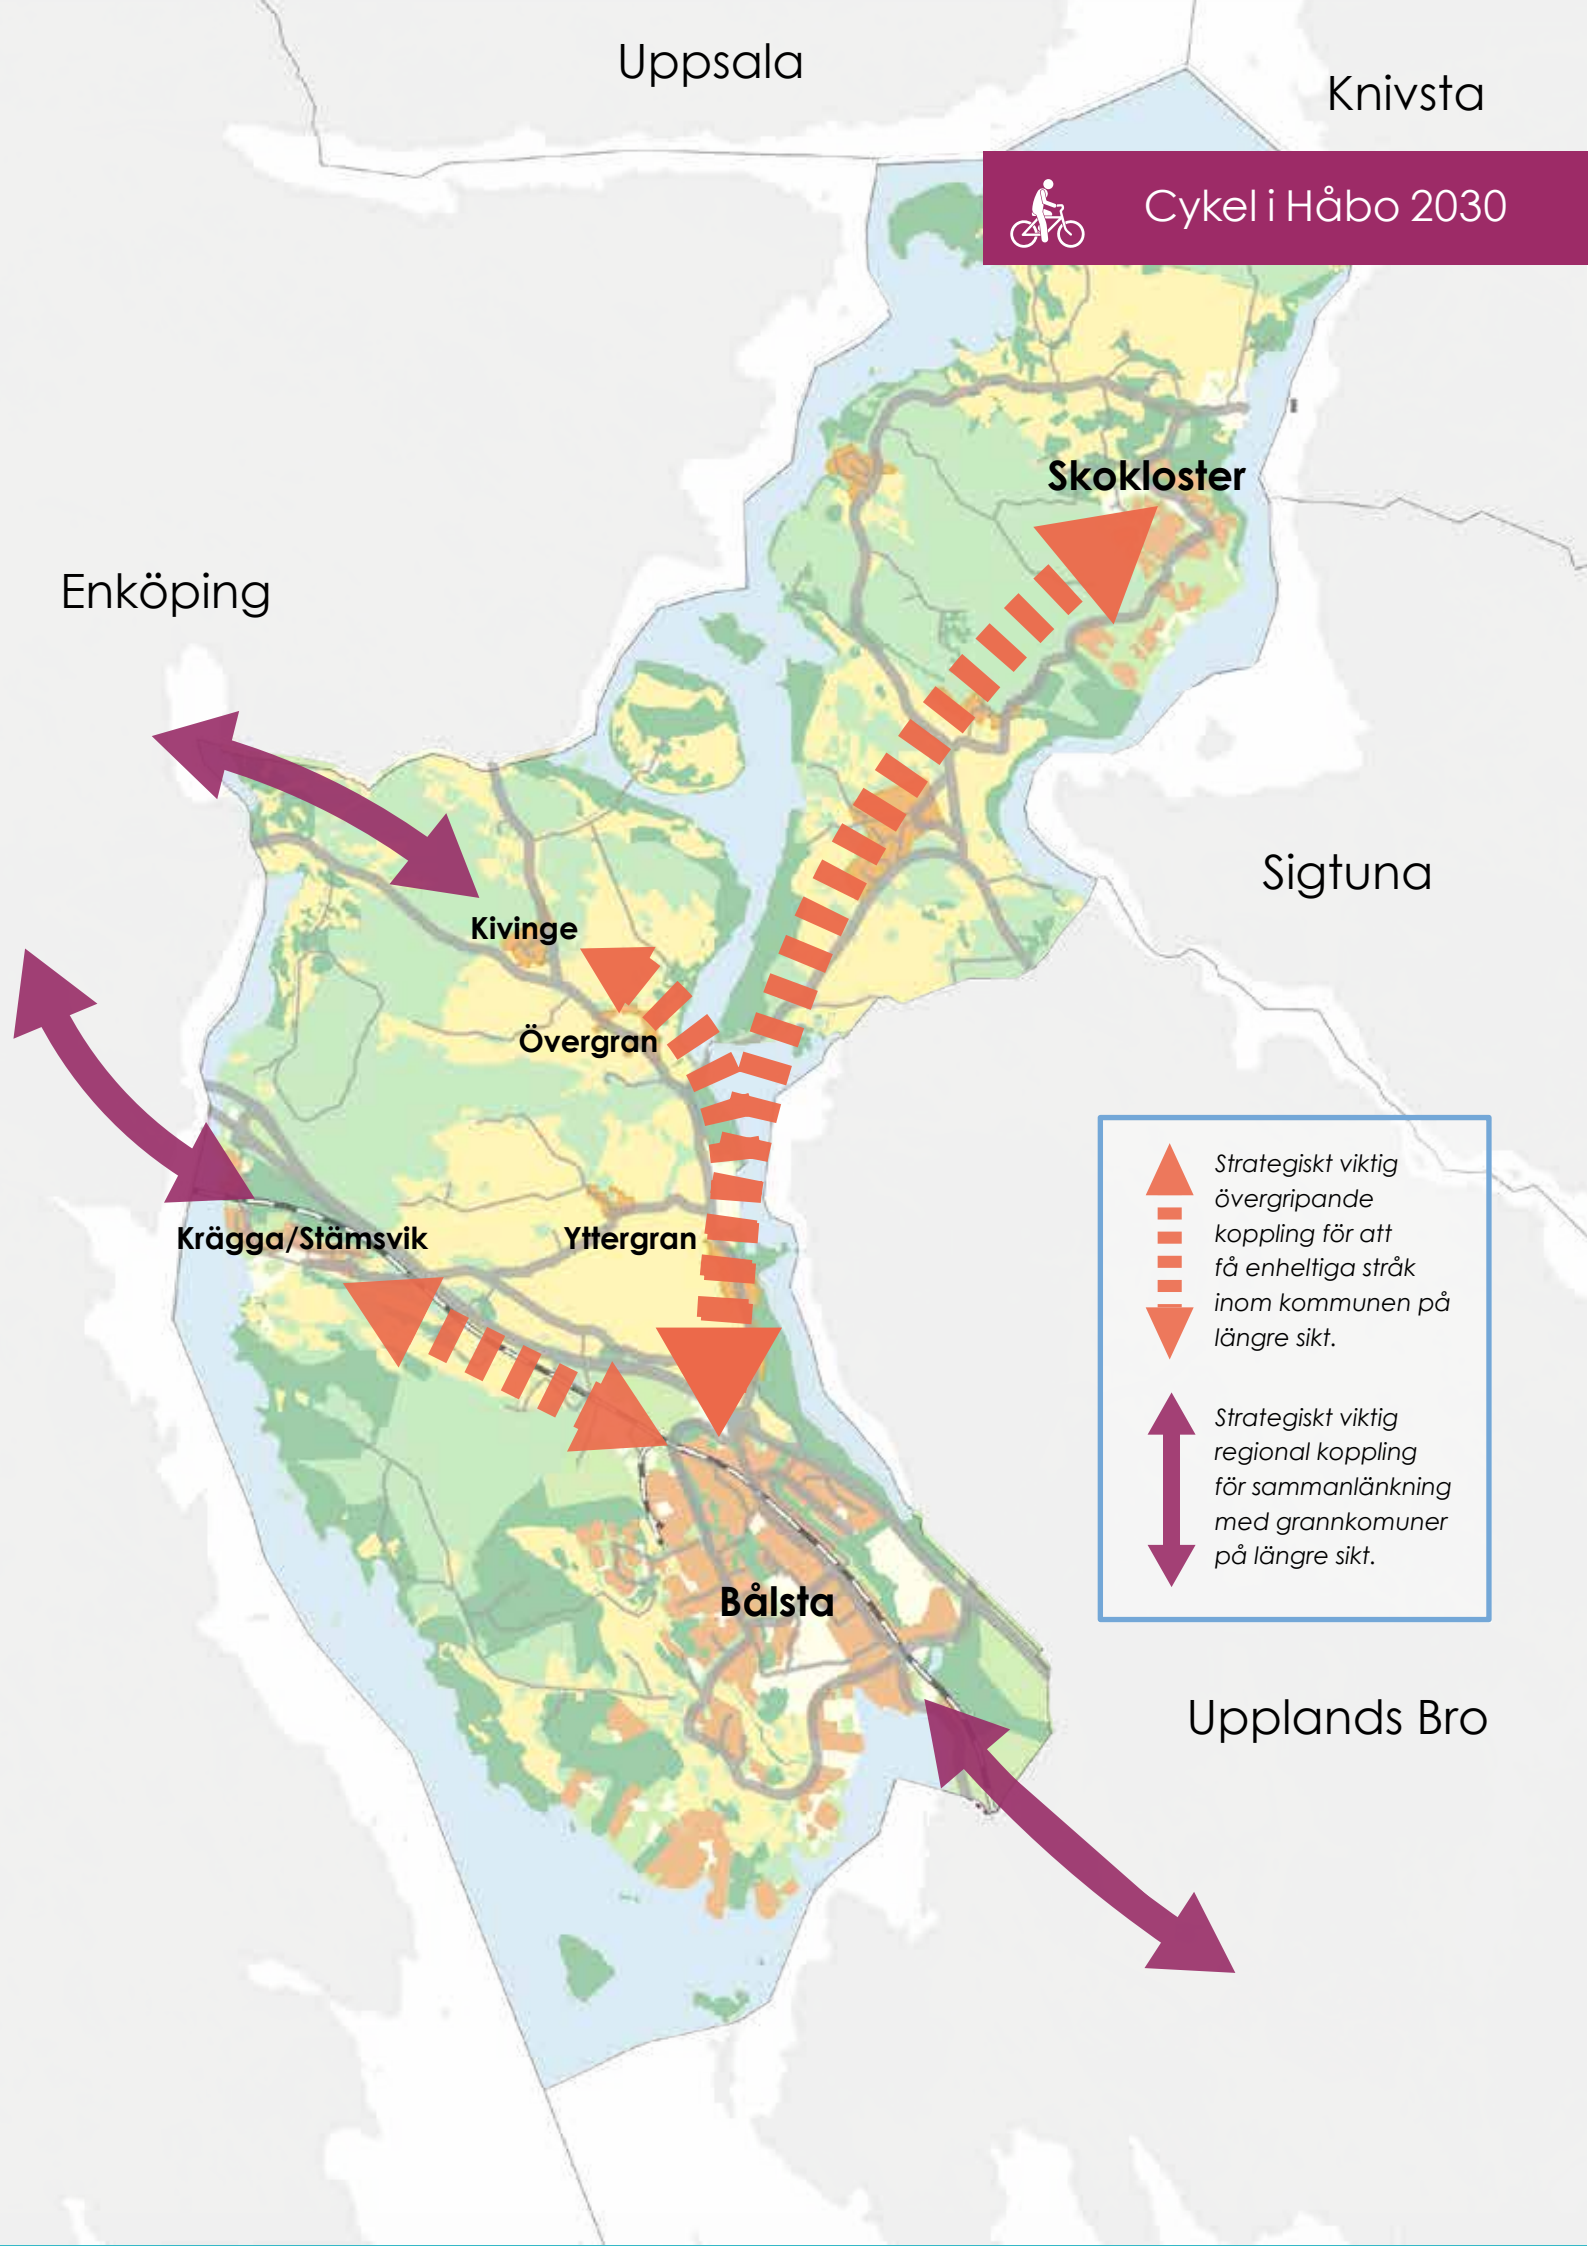 Uppsala
Knivsta
Cykel i Håbo 2030
Skokloster
Enköping
Sigtuna
Kivinge
Övergran
Krägga/Stämsvik
Yttergran
Strategiskt viktig
övergripande
koppling för att
få enheltiga stråk
inom kommunen på
längre sikt.
Strategiskt viktig
regional koppling
för sammanlänkning
med grannkomuner
på längre sikt.
Bålsta
Upplands Bro